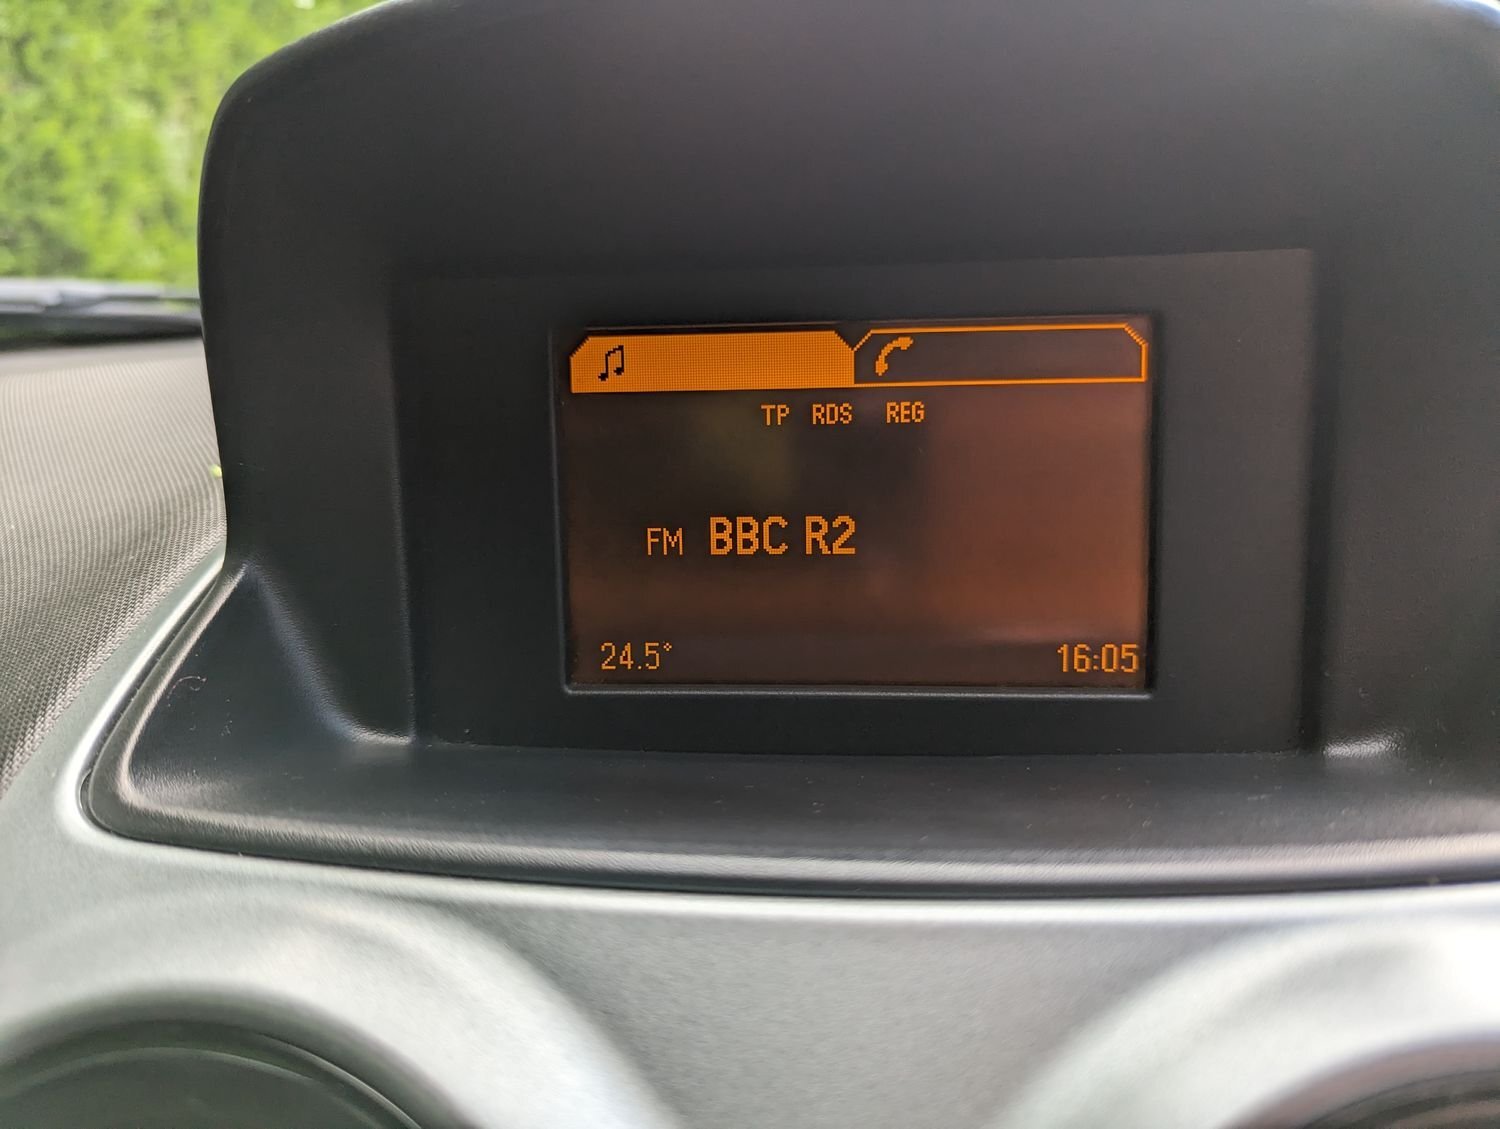 TP RDS REG
FM BBC R2
24.5° 16:05